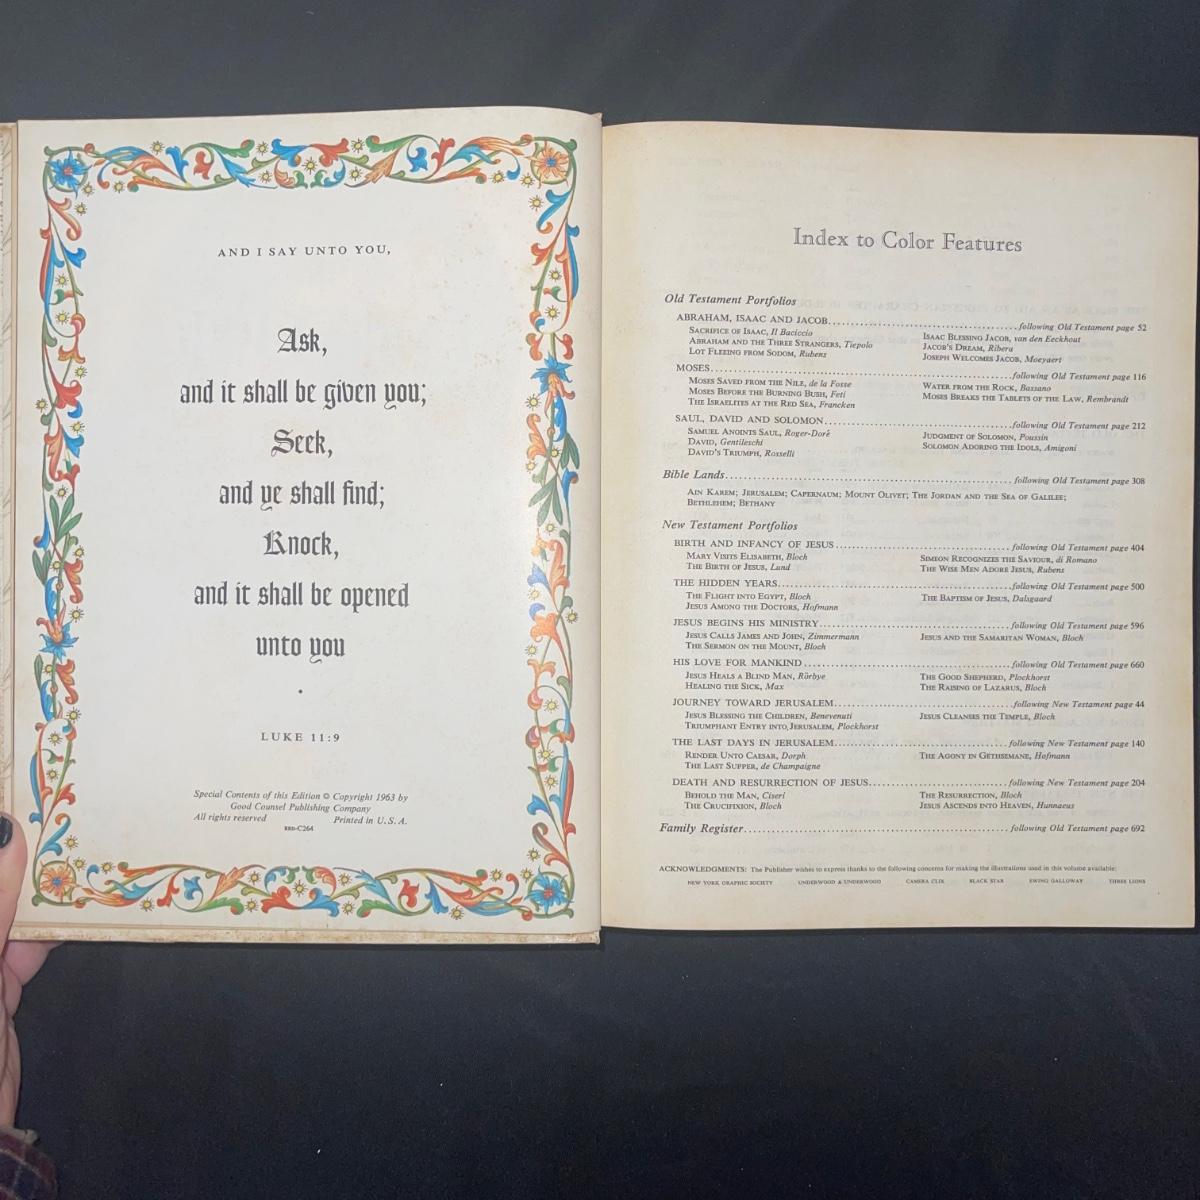 AND I SAY UNTO YOU,
Ask,
and it shall be given you;
Seek,
and ye shall find;
Knock,
and it shall be opened
unto you
LUKE 11:9
Special Contents of this Edition © Copyright 1963 by
Good Counsel Publishing Company
All rights reserved Printed in U.S.A.
BRD-C264
Index to Color Features
Old Testament Portfolios
ABRAHAM, ISAAC AND JACOB..............................following Old Testament page 52
SACRIFICE OF ISAAC, Il Baciccio
ABRAHAM AND THE THREE STRANGERS, Tiepolo
LOT FLEEING FROM SODOM, Rubens
ISAAC BLESSING JACOB, van den Eeckhout
JACOB'S DREAM, Ribera
JOSEPH WELCOMES JACOB, Moeyaert
MOSES..............................following Old Testament page 116
MOSES SAVED FROM THE NILE, de la Fosse
MOSES BEFORE THE BURNING BUSH, Feti
THE ISRAELITES AT THE RED SEA, Francken
WATER FROM THE ROCK, Bassano
MOSES BREAKS THE TABLETS OF THE LAW, Rembrandt
SAUL, DAVID AND SOLOMON..............................following Old Testament page 212
SAMUEL ANOINTS SAUL, Roger-Doré
DAVID, Gentileschi
DAVID'S TRIUMPH, Rosselli
JUDGMENT OF SOLOMON, Poussin
SOLOMON ADORING THE IDOLS, Amigoni
Bible Lands..............................following Old Testament page 308
AIN KAREM; JERUSALEM; CAPERNAUM; MOUNT OLIVET; THE JORDAN AND THE SEA OF GALILEE;
BETHLEHEM; BETHANY
New Testament Portfolios
BIRTH AND INFANCY OF JESUS..............................following Old Testament page 404
MARY VISITS ELISABETH, Bloch
THE BIRTH OF JESUS, Lund
SIMEON RECOGNIZES THE SAVIOUR, di Romano
THE WISE MEN ADORE JESUS, Rubens
THE HIDDEN YEARS..............................following Old Testament page 500
THE FLIGHT INTO EGYPT, Bloch
JESUS AMONG THE DOCTORS, Hofmann
THE BAPTISM OF JESUS, Dalsgaard
JESUS BEGINS HIS MINISTRY..............................following Old Testament page 596
JESUS CALLS JAMES AND JOHN, Zimmermann
THE SERMON ON THE MOUNT, Bloch
JESUS AND THE SAMARITAN WOMAN, Bloch
HIS LOVE FOR MANKIND..............................following Old Testament page 660
JESUS HEALS A BLIND MAN, Rörbye
HEALING THE SICK, Max
THE GOOD SHEPHERD, Plockhorst
THE RAISING OF LAZARUS, Bloch
JOURNEY TOWARD JERUSALEM..............................following New Testament page 44
JESUS BLESSING THE CHILDREN, Benevenuti
TRIUMPHANT ENTRY INTO JERUSALEM, Plockhorst
JESUS CLEANSES THE TEMPLE, Bloch
THE LAST DAYS IN JERUSALEM..............................following New Testament page 140
RENDER UNTO CAESAR, Dorph
THE LAST SUPPER, de Champaigne
THE AGONY IN GETHSEMANE, Hofmann
DEATH AND RESURRECTION OF JESUS..............................following New Testament page 204
BEHOLD THE MAN, Ciseri
THE CRUCIFIXION, Bloch
THE RESURRECTION, Bloch
JESUS ASCENDS INTO HEAVEN, Hunnaeus
Family Register..............................following Old Testament page 692
ACKNOWLEDGMENTS: The Publisher wishes to express thanks to the following concerns for making the illustrations used in this volume available:
NEW YORK GRAPHIC SOCIETY UNDERWOOD & UNDERWOOD CAMERA CLIX BLACK STAR EWING GALLOWAY THREE LIONS